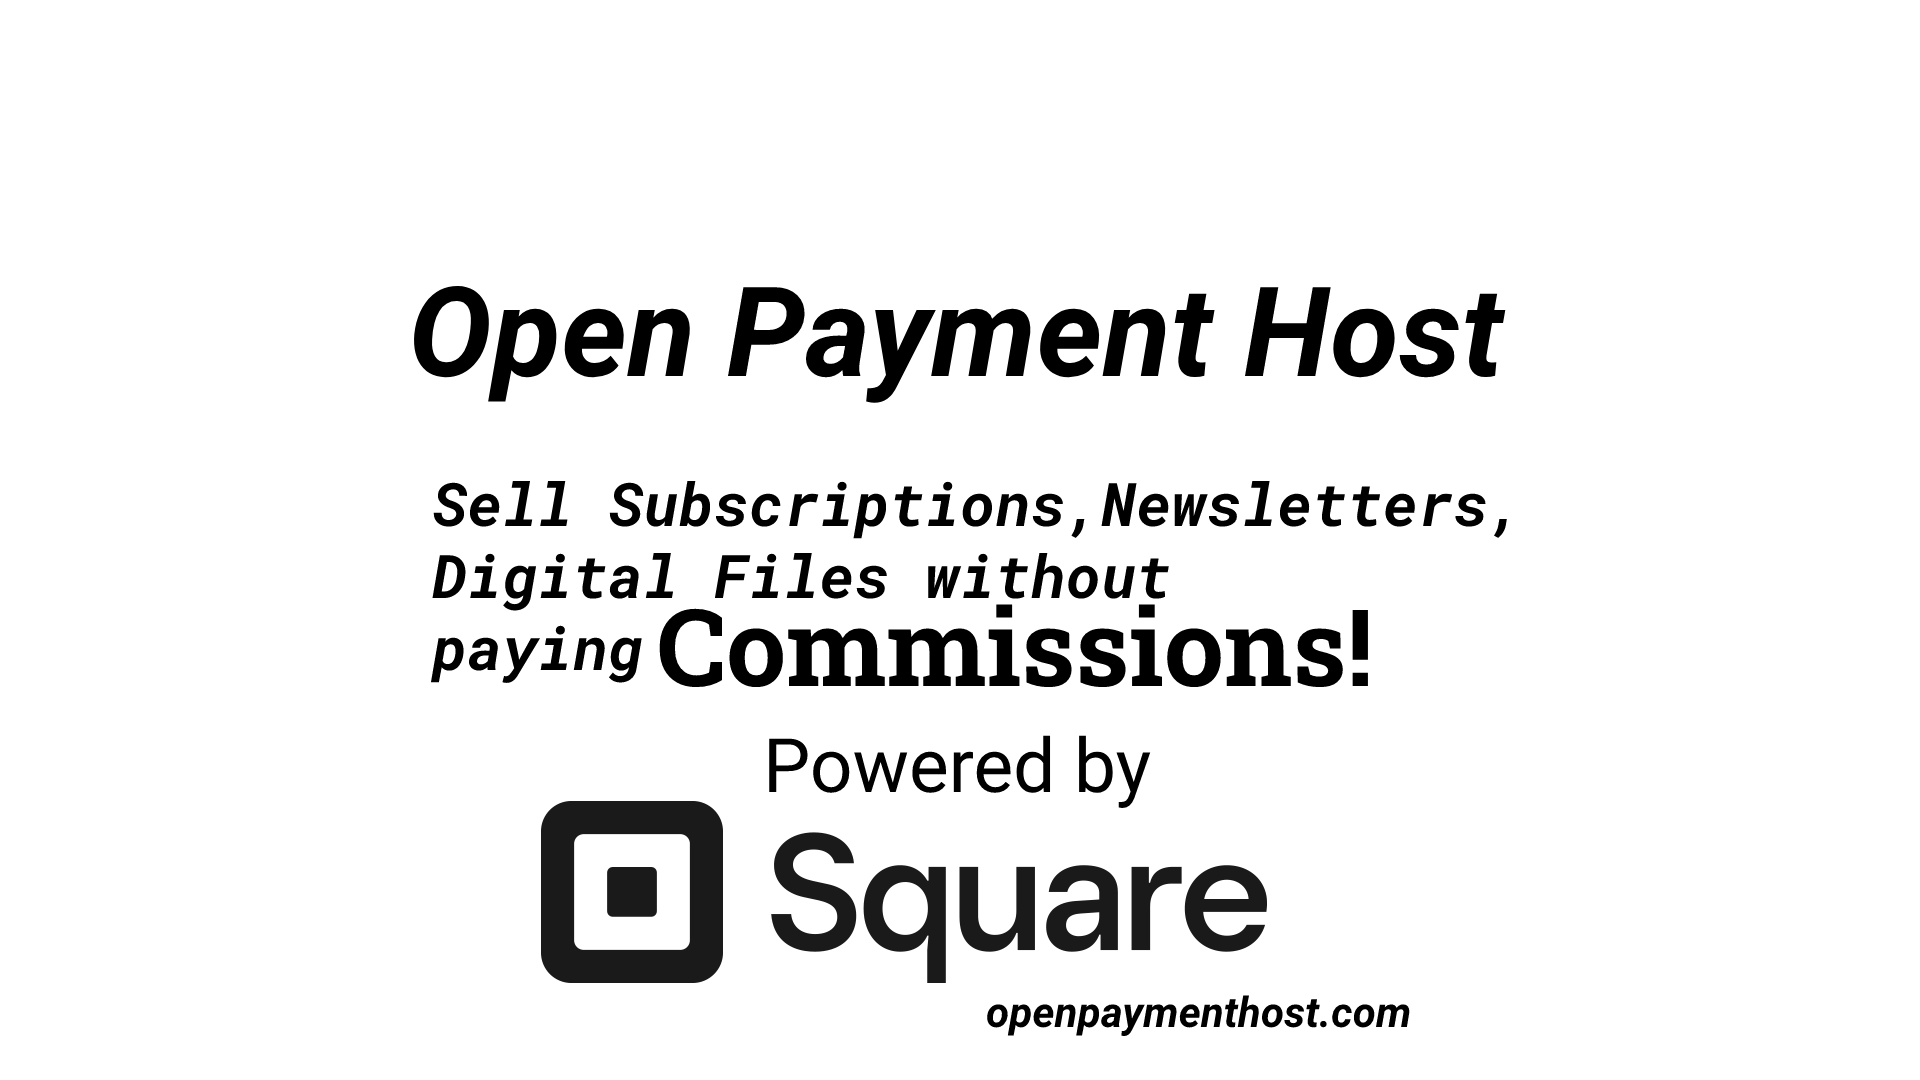 Open Payment Host
Sell Subscriptions,Newsletters,
Digital Files without
paying Commissions!
Powered by
Square
openpaymenthost.com